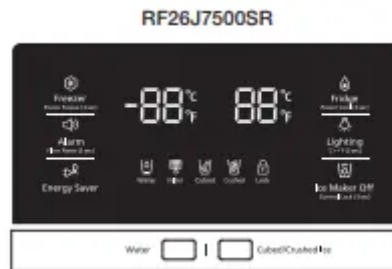 RF26J7500SR
Freezer
-88 °C °F
88 °C °F
Fridge
Alarm
Lighting
Energy Saver
Water
Filter
Cubed
Crushed
Lock
Ice Maker Off
Water
Cubed/Crushed Ice